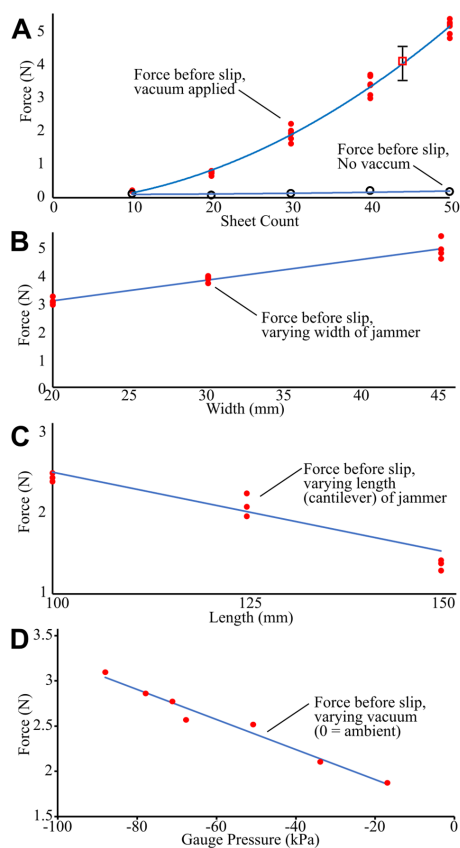 A
5
4
3
2
1
0
Force (N)
Force before slip,
vacuum applied
Force before slip,
No vaccum
0
10
20
30
40
50
Sheet Count
B
5
4
3
2
1
0
Force (N)
Force before slip,
varying width of jammer
20
25
30
35
40
45
Width (mm)
C
3
2
1
Force (N)
Force before slip,
varying length
(cantilever) of jammer
100
125
150
Length (mm)
D
3.5
3
2.5
2
1.5
Force (N)
Force before slip,
varying vacuum
(0 = ambient)
-100
-80
-60
-40
-20
0
Gauge Pressure (kPa)